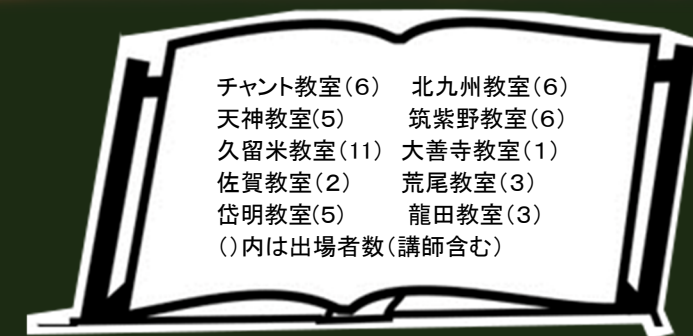 チャント教室（６）　北九州教室（６）
天神教室(５)　　筑紫野教室（６）
久留米教室（11）　大善寺教室（１）
佐賀教室（２）　荒尾教室（３）
岱明教室(５)　　龍田教室（３）
（）内は出場者数（講師含む）